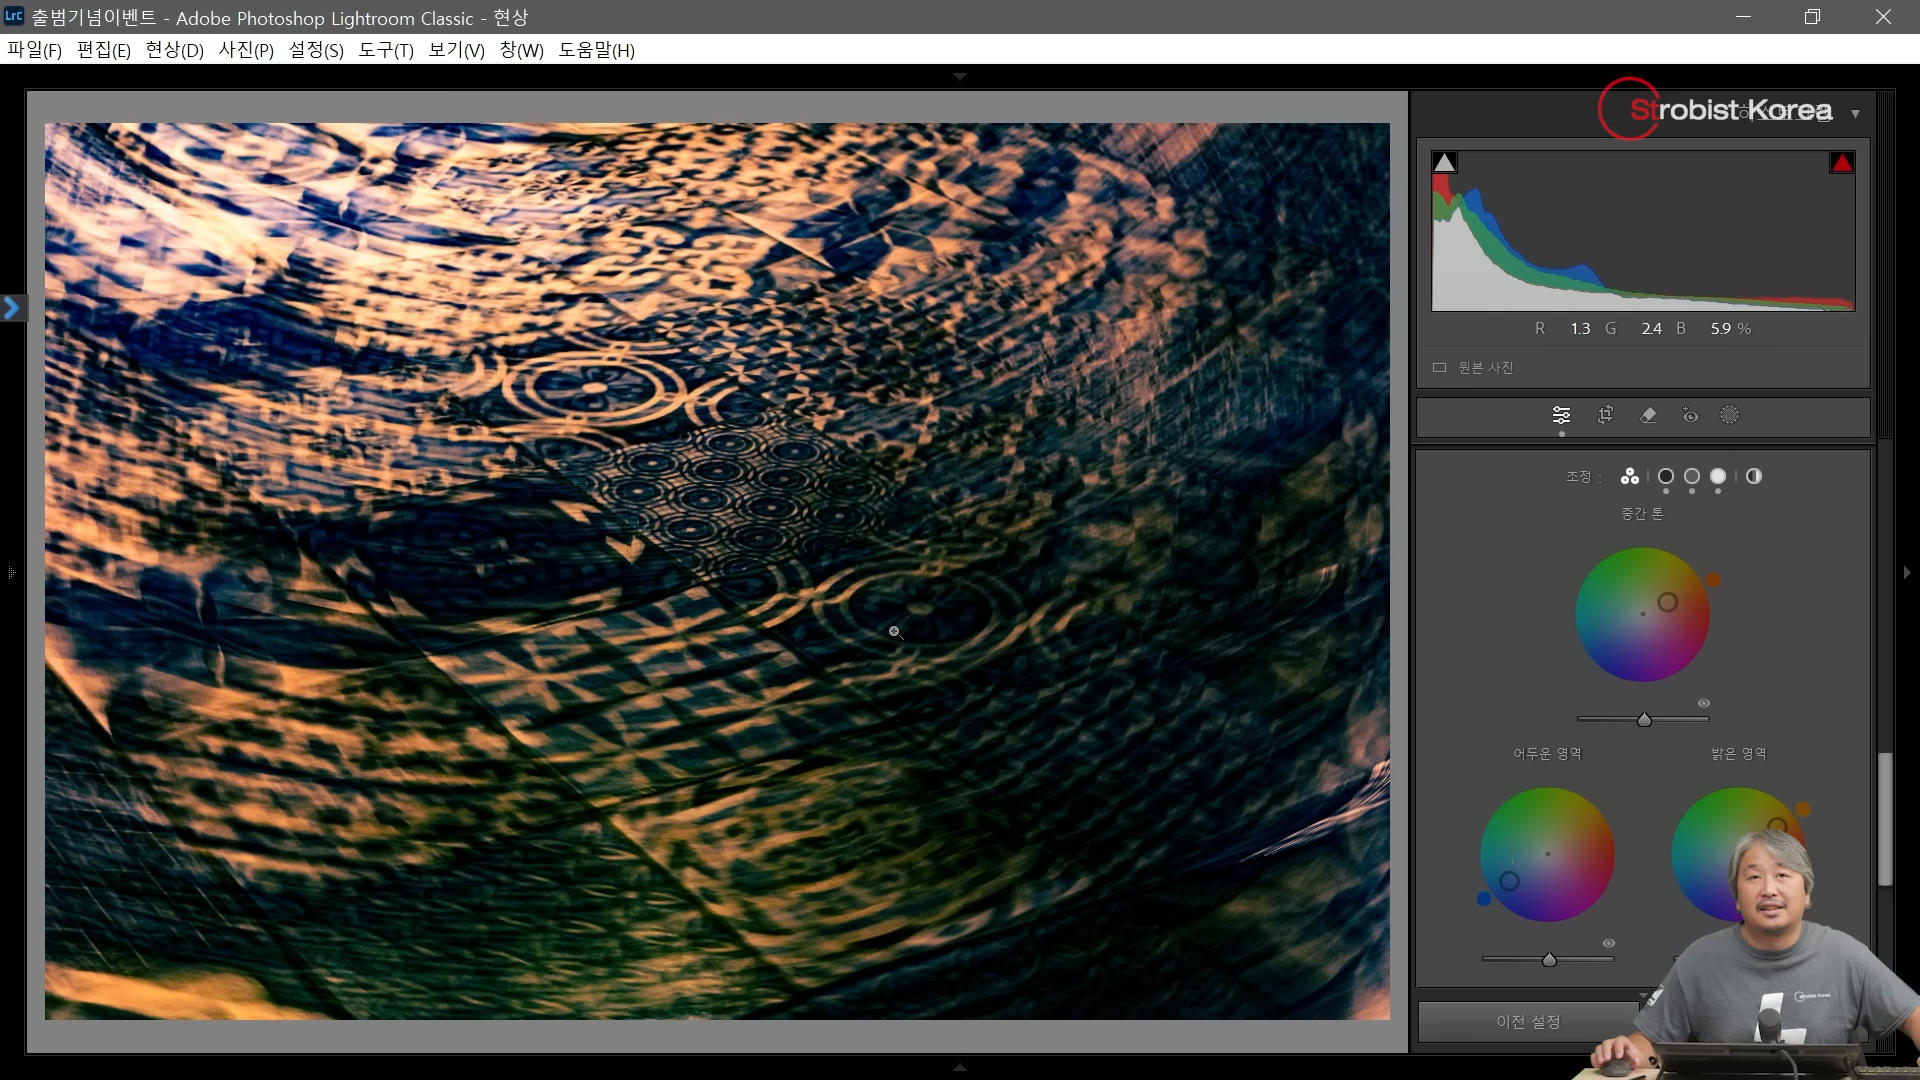 LrC 출범기념이벤트 - Adobe Photoshop Lightroom Classic - 현상
파일(F) 편집(E) 현상(D) 사진(P) 설정(S) 도구(T) 보기(V) 창(W) 도움말(H)
Strobist Korea
R 1.3 G 2.4 B 5.9 %
원본 사진
조정 :
중간 톤
어두운 영역 밝은 영역
이전 설정